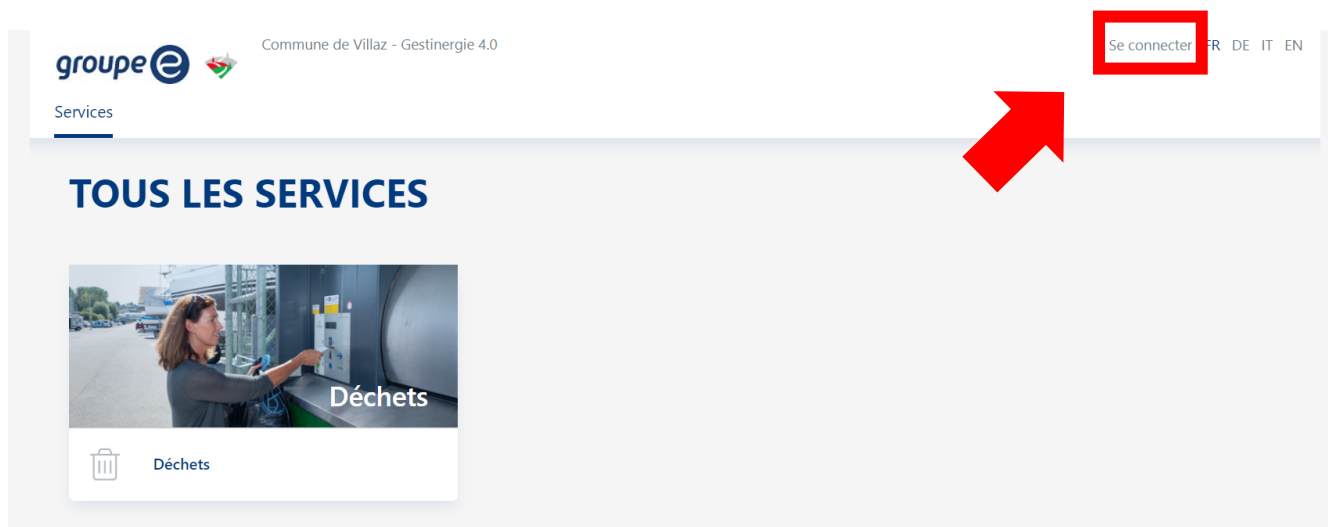 groupe e
Commune de Villaz - Gestinergie 4.0
Se connecter FR DE IT EN
Services
TOUS LES SERVICES
Déchets
Déchets